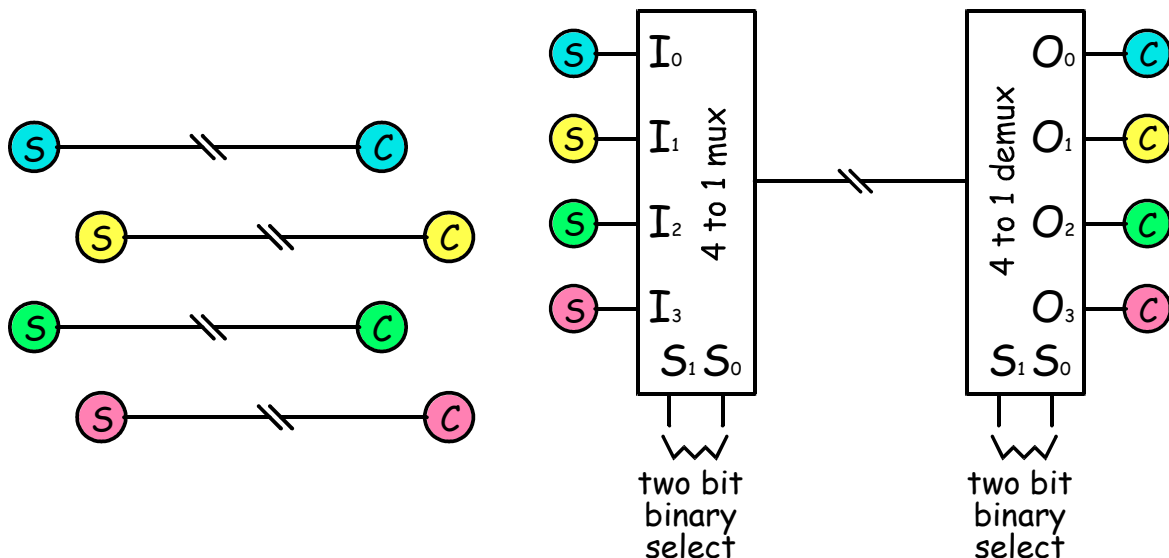 S C
S C
S C
S C
S I0
S I1
S I2
S I3
4 to 1 mux
S1 S0
two bit
binary
select
4 to 1 demux
O0 C
O1 C
O2 C
O3 C
S1 S0
two bit
binary
select